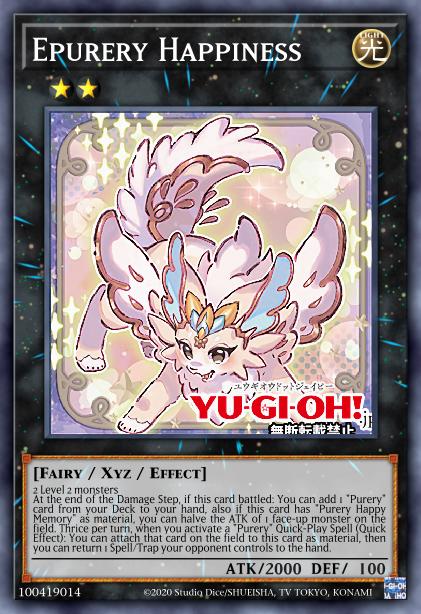 Epurery Happiness
LIGHT
光
ユウギオウドットジェイピー
YU-GI-OH!
無断転載禁止
[Fairy / Xyz / Effect]
2 Level 2 monsters
At the end of the Damage Step, if this card battled: You can add 1 "Purery"
card from your Deck to your hand, also if this card has "Purery Happy
Memory" as material, you can halve the ATK of 1 face-up monster on the
field. Thrice per turn, when you activate a "Purery" Quick-Play Spell (Quick
Effect): You can attach that card on the field to this card as material, then
you can return 1 Spell/Trap your opponent controls to the hand.
ATK/2000 DEF/ 100
100419014
©2020 Studio Dice/SHUEISHA, TV TOKYO, KONAMI